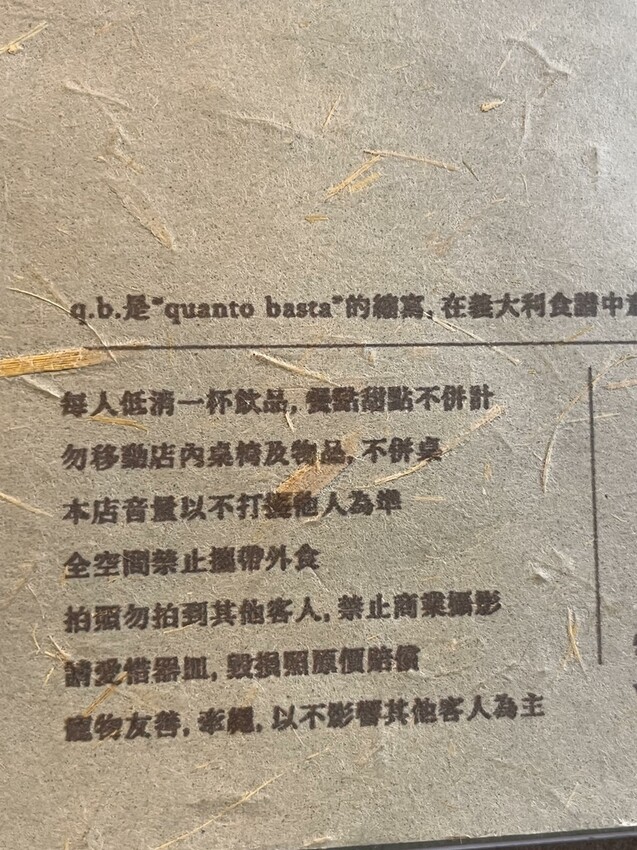 q.b.是"quanto basta"的縮寫, 在義大利食譜中意
每人低消一杯飲品, 餐點甜點不併計
勿移動店內桌椅及物品, 不併桌
本店音量以不打擾他人為準
全空間禁止攜帶外食
拍照勿拍到其他客人, 禁止商業攝影
請愛惜器皿, 毀損照原價賠償
寵物友善, 牽繩, 以不影響其他客人為主